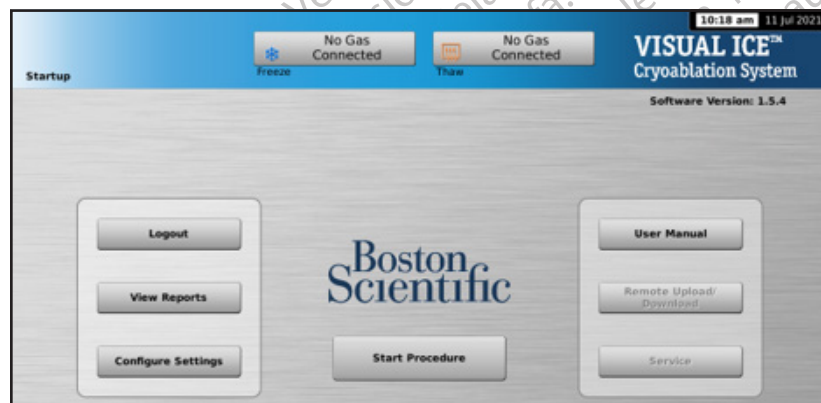 10:18 am 11 Jul 2021
No Gas
Connected
Freeze
No Gas
Connected
Thaw
VISUAL ICE™
Cryoablation System
Startup
Software Version: 1.5.4
Logout
View Reports
Configure Settings
Boston
Scientific
Start Procedure
User Manual
Remote Upload/
Download
Service